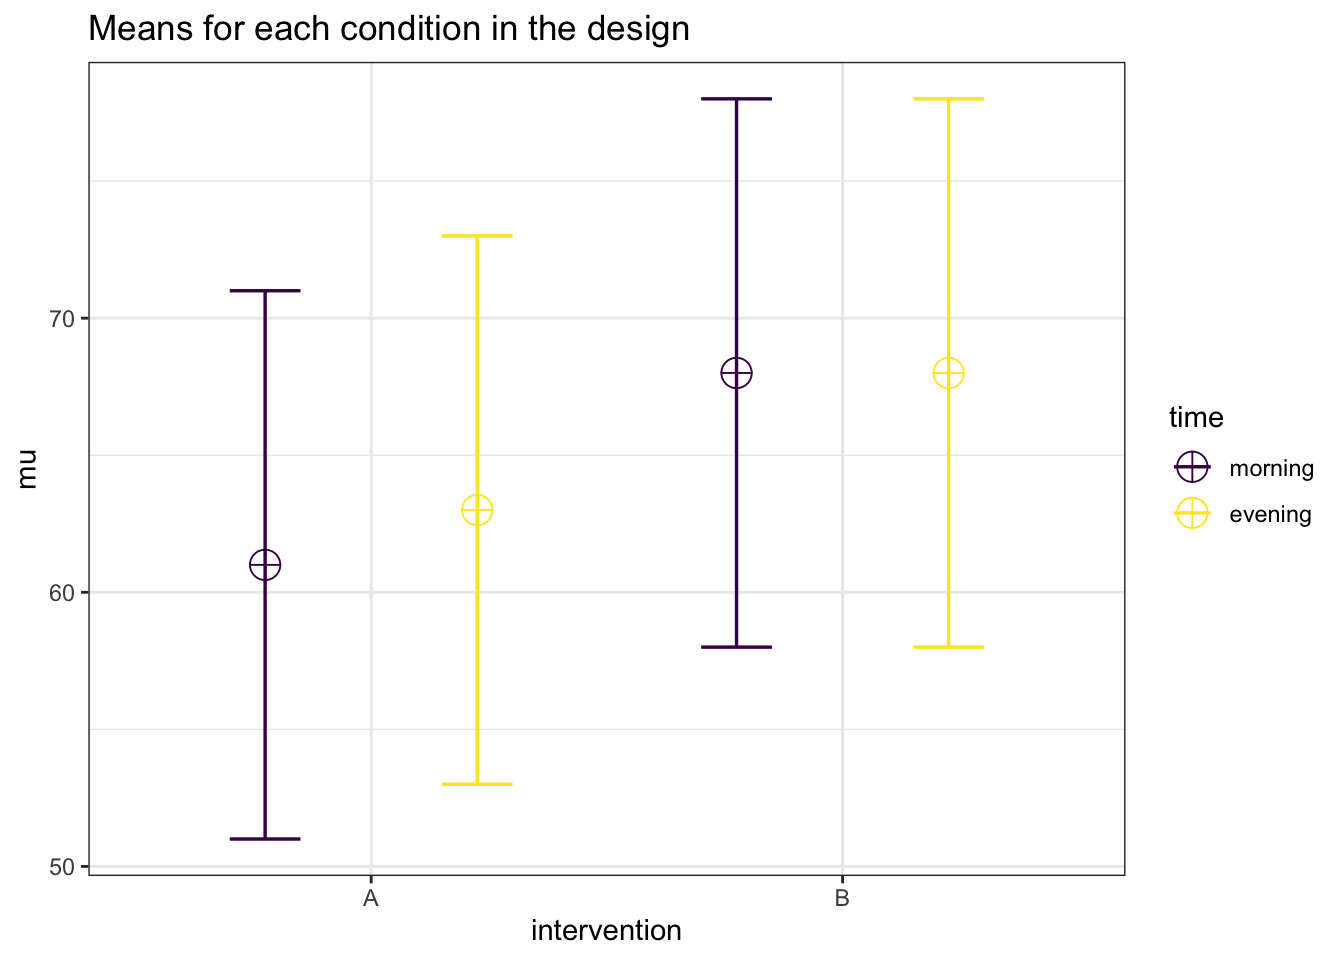 Means for each condition in the design
mu
70
60
50
A
B
intervention
time
morning
evening